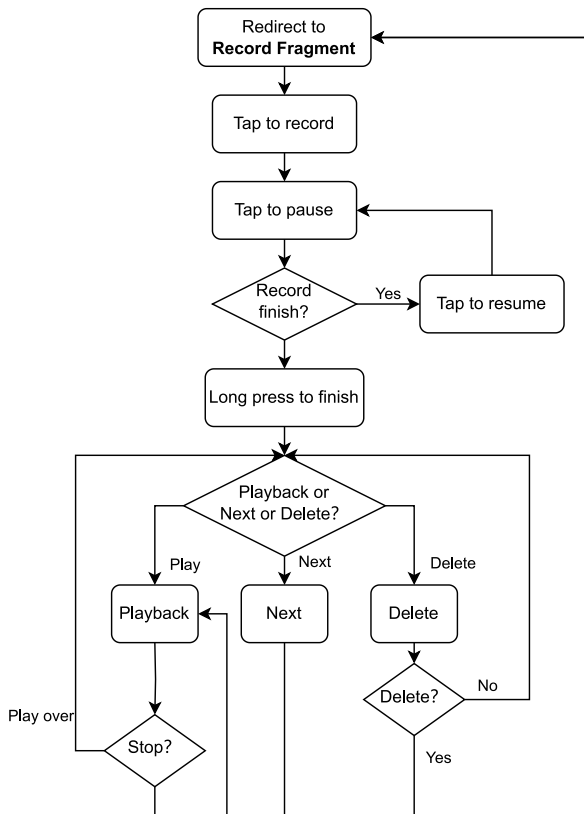 Redirect to
Record Fragment
Tap to record
Tap to pause
Record
finish?
Yes
Tap to resume
Long press to finish
Playback or
Next or Delete?
Play
Next
Delete
Playback
Next
Delete
Delete?
No
Play over
Stop?
Yes